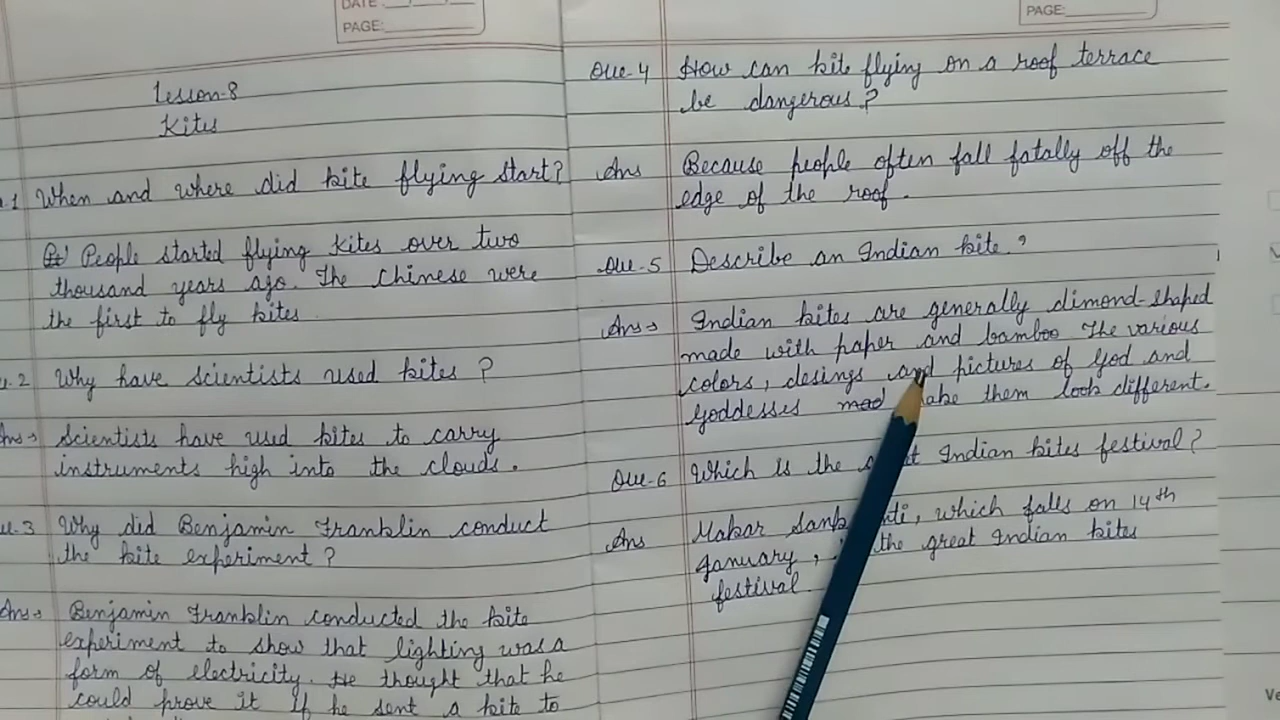 DATE
PAGE:
Lesson-8
Kites
.1 When and where did kite flying start?
People started flying kites over two
thousand years ago. The Chinese were
the first to fly kites.
.2 Why have scientists used kites ?
Ans→ Scientists have used kites to carry
instruments high into the clouds.
.3 Why did Benjamin Franklin conduct
the kite experiment ?
Ans→ Benjamin Franklin conducted the kite
experiment to show that lighting was a
form of electricity. He thought that he
could prove it If he sent a kite to
PAGE:
Que-4 How can kite flying on a roof terrace
be dangerous?
Ans Because people often fall fatally off the
edge of the roof.
Que-5 Describe an Indian kite?
Ans→ Indian kites are generally dimond-shaped
made with paper and bamboo The various
colors, desings and pictures of god and
goddesses mad them look different.
Que-6 Which is the Indian kites festival?
Ans Makar which falls on 14th
January, the great Indian kites
festival
Ve